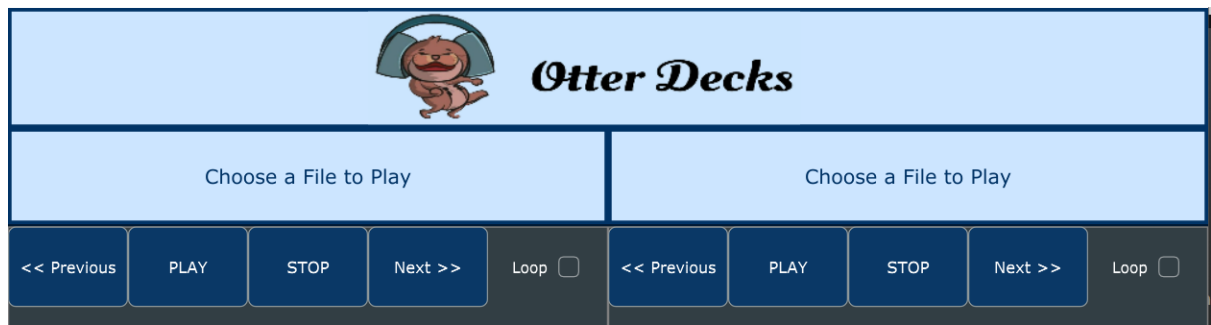 Otter Decks
Choose a File to Play
Choose a File to Play
<< Previous PLAY STOP Next >> Loop << Previous PLAY STOP Next >> Loop